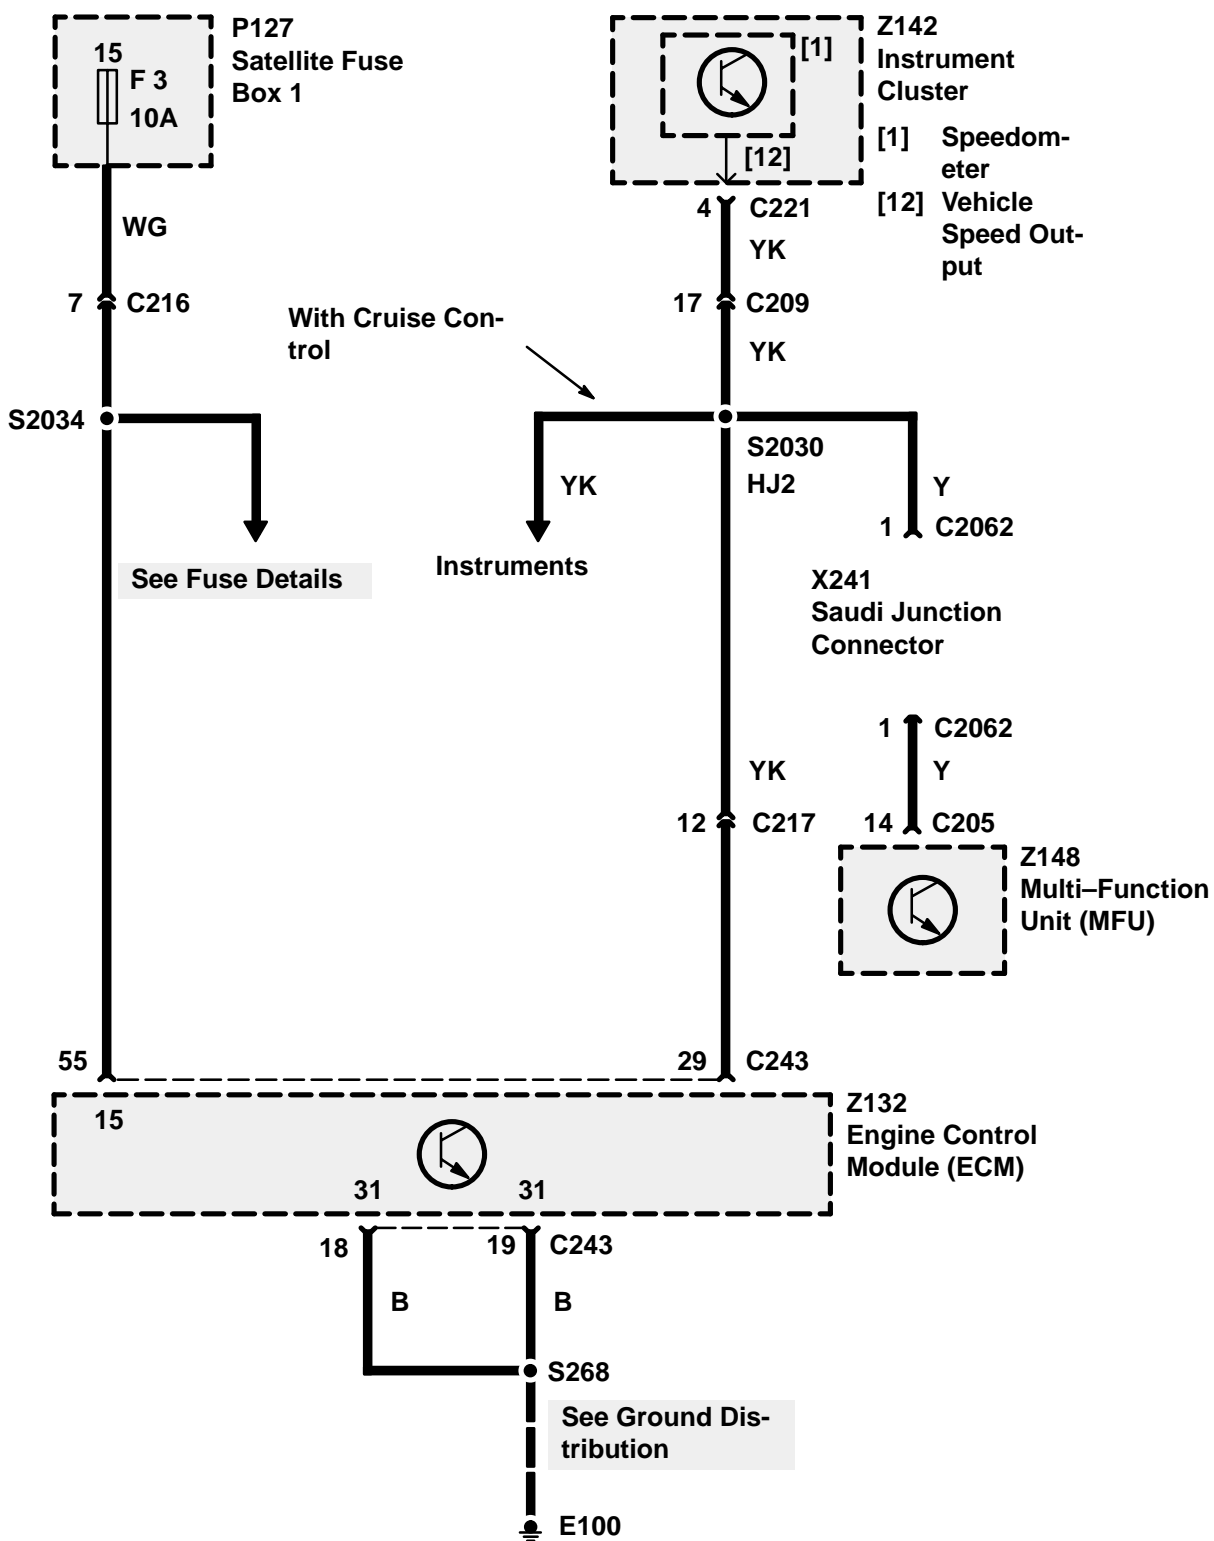 P127
Satellite Fuse
Box 1
15
F 3
10A
WG
7 C216
S2034
See Fuse Details
With Cruise Con-
trol
YK
Instruments
Z142
Instrument
Cluster
[1] Speedom-
eter
[12] Vehicle
Speed Out-
put
[1]
[12]
4 C221
YK
17 C209
YK
S2030
HJ2
Y
1 C2062
X241
Saudi Junction
Connector
1 C2062
Y
14 C205
Z148
Multi–Function
Unit (MFU)
YK
12 C217
55
29 C243
15
Z132
Engine Control
Module (ECM)
31 31
18 19 C243
B B
S268
See Ground Dis-
tribution
E100